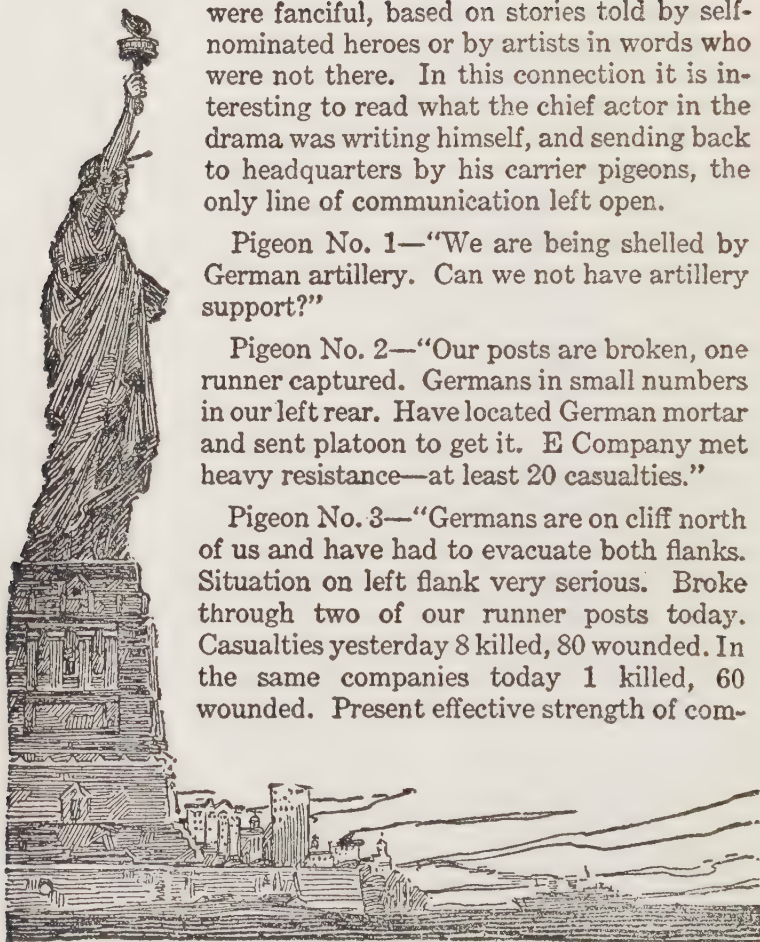 were fanciful, based on stories told by self-
nominated heroes or by artists in words who
were not there. In this connection it is in-
teresting to read what the chief actor in the
drama was writing himself, and sending back
to headquarters by his carrier pigeons, the
only line of communication left open.
Pigeon No. 1—“We are being shelled by
German artillery. Can we not have artillery
support?”
Pigeon No. 2—“Our posts are broken, one
runner captured. Germans in small numbers
in our left rear. Have located German mortar
and sent platoon to get it. E Company met
heavy resistance—at least 20 casualties.”
Pigeon No. 3—“Germans are on cliff north
of us and have had to evacuate both flanks.
Situation on left flank very serious. Broke
through two of our runner posts today.
Casualties yesterday 8 killed, 80 wounded. In
the same companies today 1 killed, 60
wounded. Present effective strength of com-